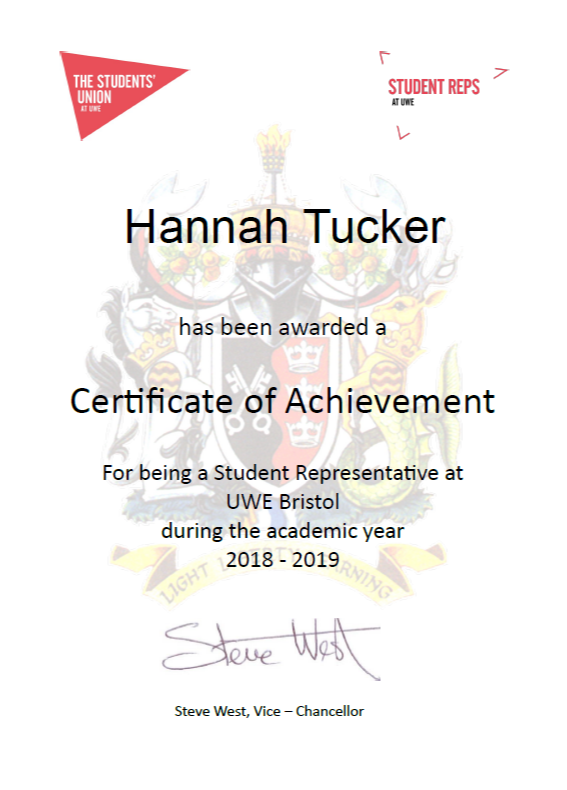 THE STUDENTS'
UNION
AT UWE
STUDENT REPS
AT UWE
Hannah Tucker
has been awarded a
Certificate of Achievement
For being a Student Representative at
UWE Bristol
during the academic year
2018 - 2019
LIGHT LIBERTY LEARNING
Steve West
Steve West, Vice – Chancellor